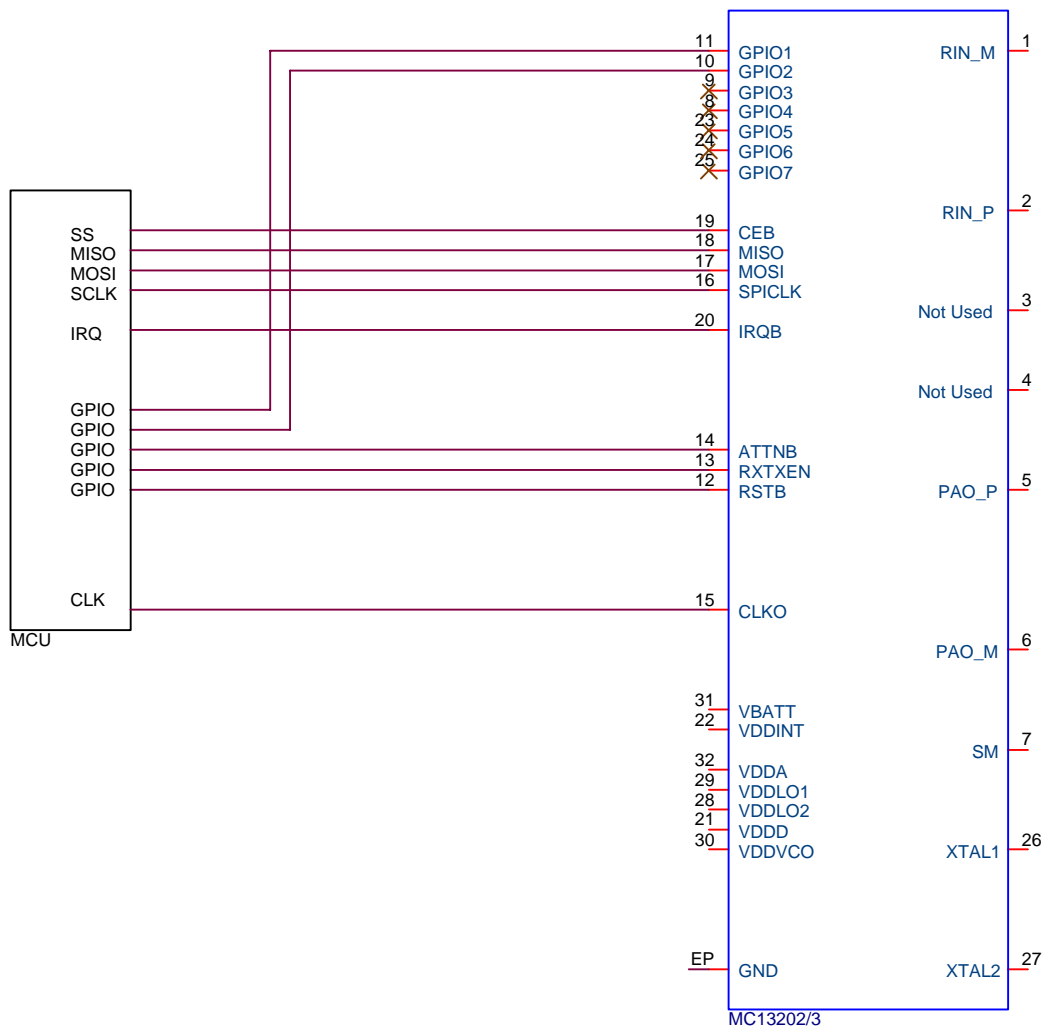 11 GPIO1 RIN_M 1
10 GPIO2
9 GPIO3
8 GPIO4
23 GPIO5
24 GPIO6
25 GPIO7
RIN_P 2
SS 19 CEB
MISO 18 MISO
MOSI 17 MOSI
SCLK 16 SPICLK
Not Used 3
IRQ 20 IRQB
Not Used 4
GPIO
GPIO
GPIO 14 ATTNB
GPIO 13 RXTXEN
GPIO 12 RSTB PAO_P 5
CLK 15 CLKO
MCU
PAO_M 6
31 VBATT
22 VDDINT
SM 7
32 VDDA
29 VDDLO1
28 VDDLO2
21 VDDD
30 VDDVCO XTAL1 26
EP GND XTAL2 27
MC13202/3